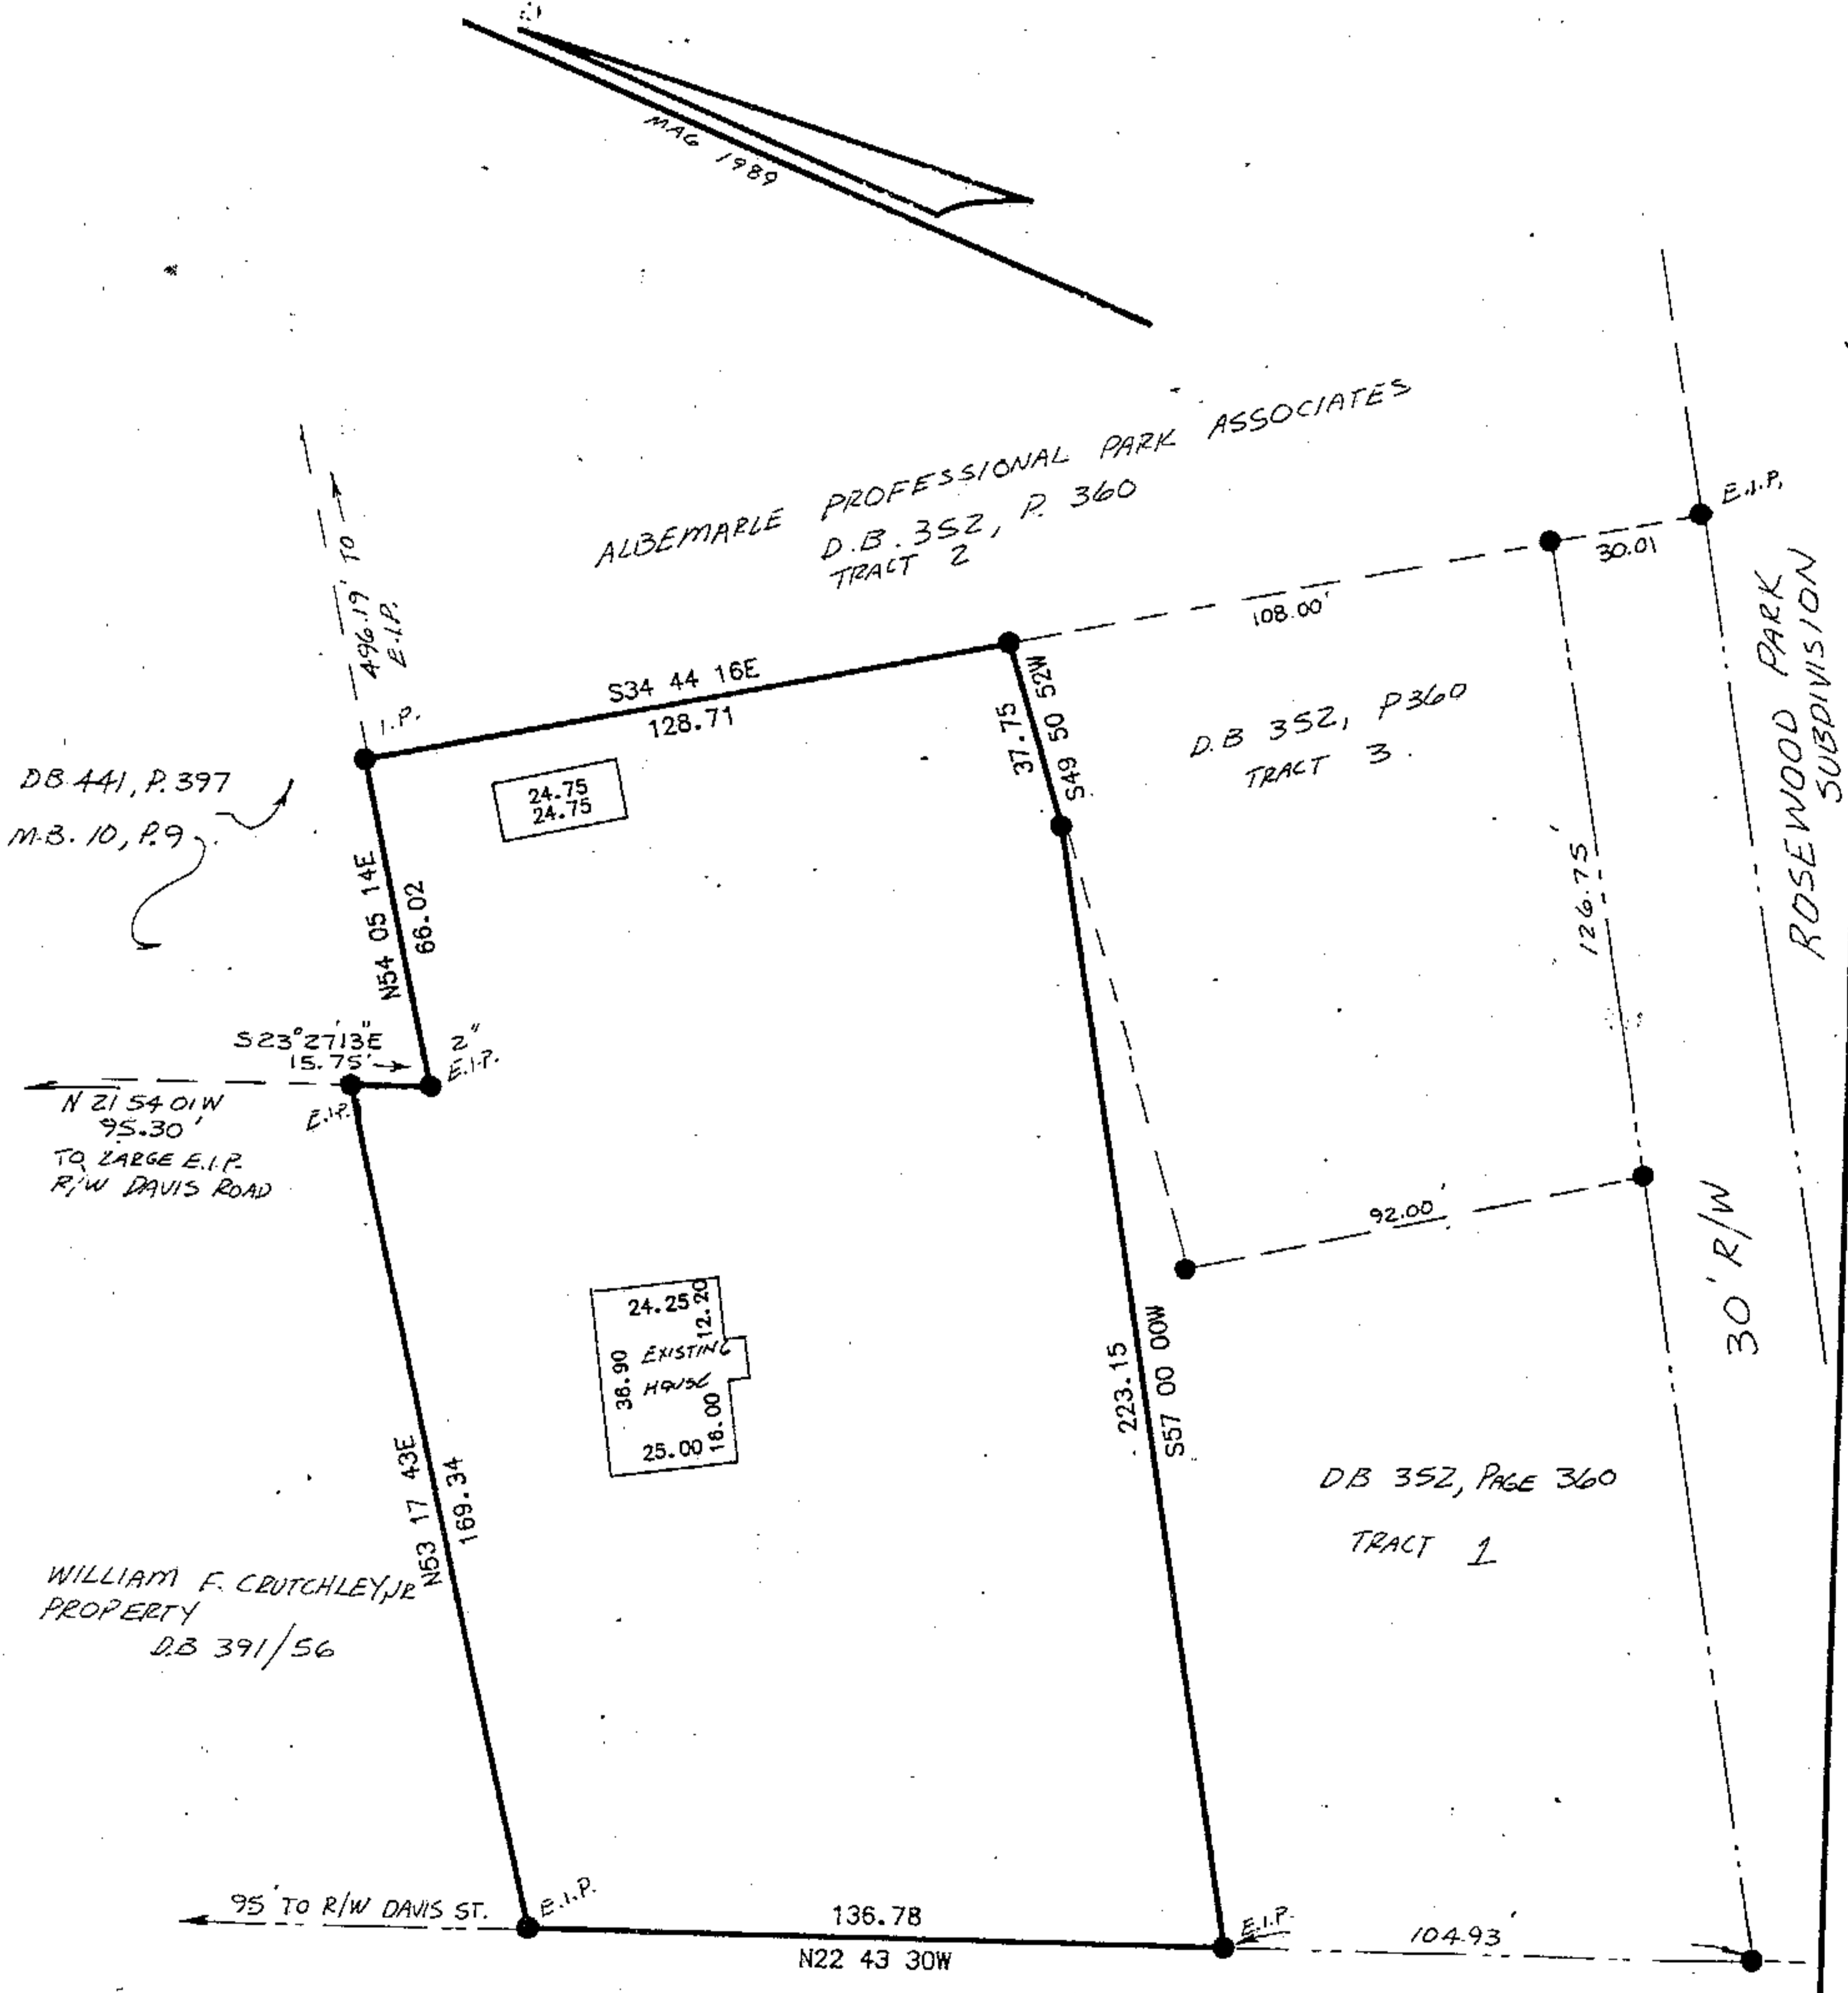 MAG 1989
ALBEMARLE PROFESSIONAL PARK ASSOCIATES
D.B. 352, P. 360
TRACT 2
496.19' TO
E.I.P.
E.I.P.
30.01
108.00'
ROSEWOOD PARK
SUBDIVISION
S34 44 16E
128.71
I.P.
37.75
S49 50 52W
D.B 352, P360
TRACT 3.
DB 441, P. 397
M.B. 10, P. 9
24.75
24.75
N54 05 14E
66.02
126.75'
S23°27'13"E
15.75'
2"
E.I.P.
E.I.P.
N 21 54 01W
95.30'
TO LARGE E.I.P.
R/W DAVIS ROAD
92.00'
30' R/W
24.25
12.20
36.90
EXISTING
HOUSE
16.00
25.00
223.15
S57 00 00W
N53 17 43E
169.34
DB 352, PAGE 360
TRACT 1
WILLIAM F. CRUTCHLEY, JR
PROPERTY
D.B 391/56
95' TO R/W DAVIS ST.
E.I.P.
136.78
N22 43 30W
E.I.P.
104.93'